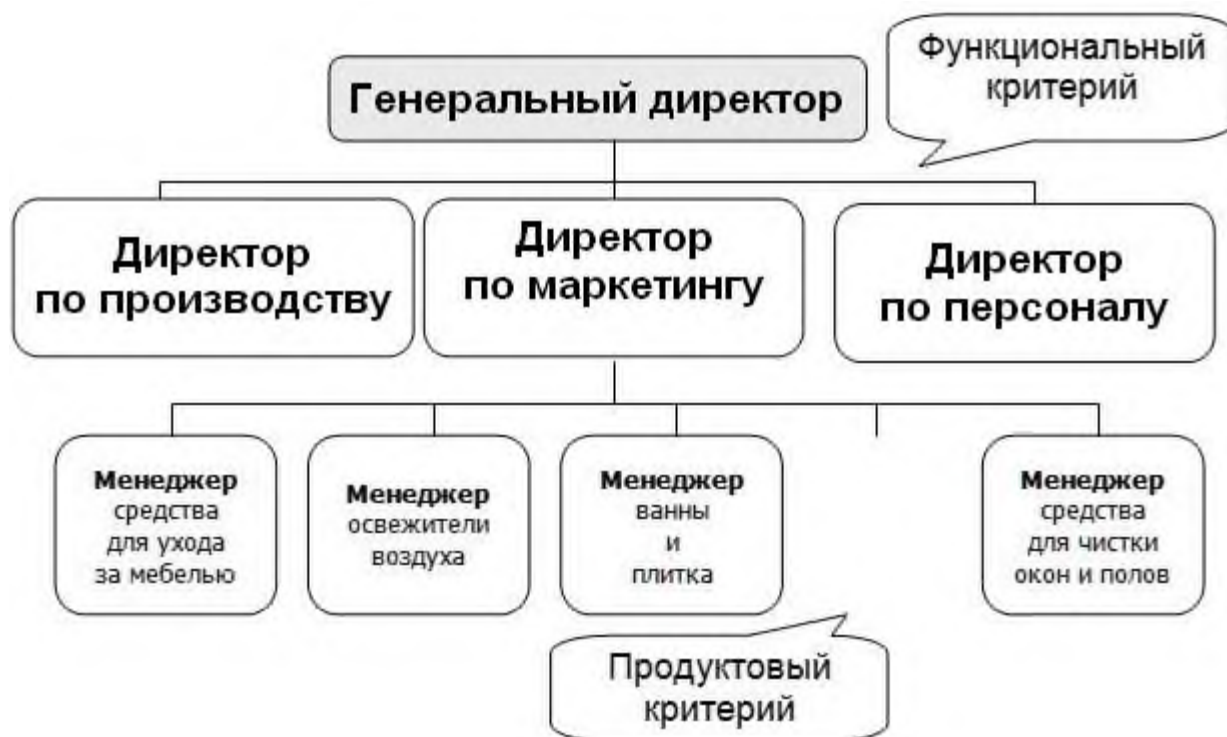 Функциональный
критерий
Генеральный директор
Директор
по производству
Директор
по маркетингу
Директор
по персоналу
Менеджер
средства
для ухода
за мебелью
Менеджер
освежители
воздуха
Менеджер
ванны
и
плитка
Менеджер
средства
для чистки
окон и полов
Продуктовый
критерий